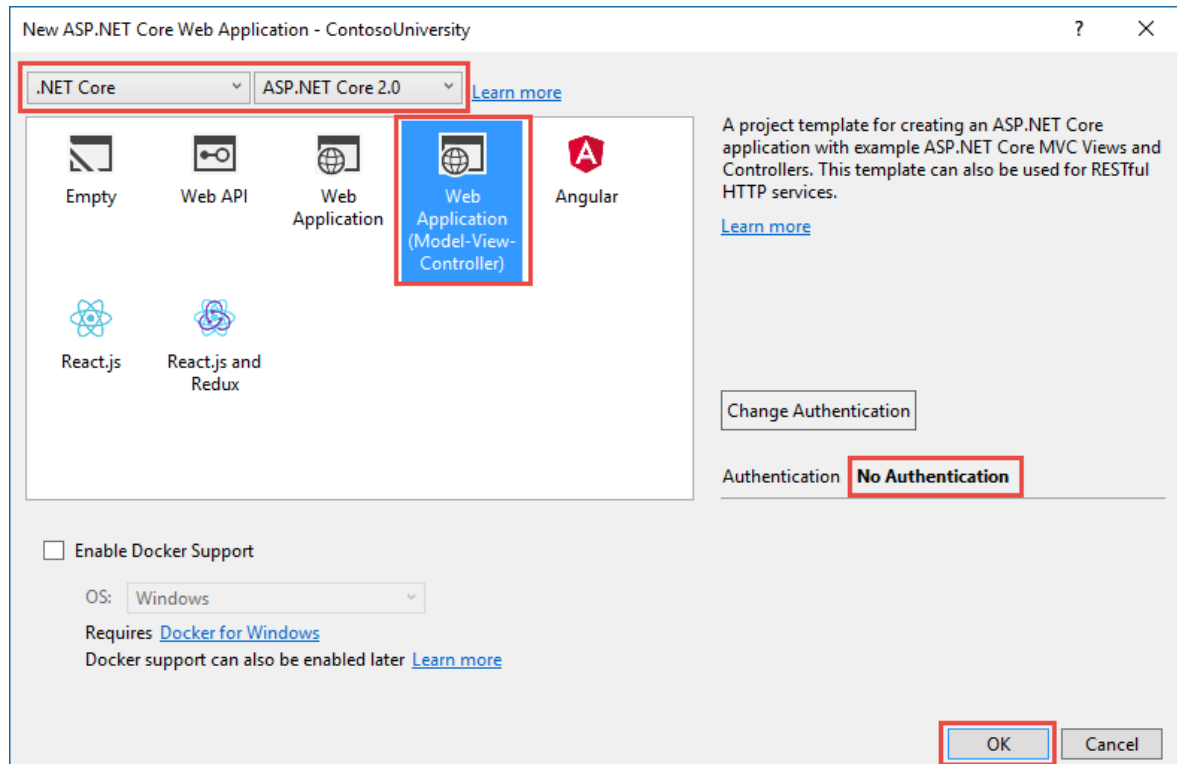 New ASP.NET Core Web Application - ContosoUniversity
?
.NET Core
ASP.NET Core 2.0
Learn more
Empty
Web API
Web
Application
Web
Application
(Model-View-
Controller)
Angular
React.js
React.js and
Redux
A project template for creating an ASP.NET Core
application with example ASP.NET Core MVC Views and
Controllers. This template can also be used for RESTful
HTTP services.
Learn more
Change Authentication
Authentication No Authentication
Enable Docker Support
OS: Windows
Requires Docker for Windows
Docker support can also be enabled later Learn more
OK
Cancel